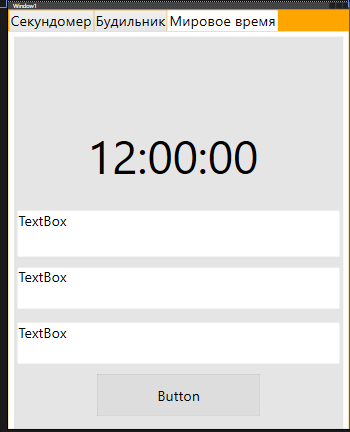 Window1
Секундомер Будильник Мировое время
12:00:00
TextBox
TextBox
TextBox
Button